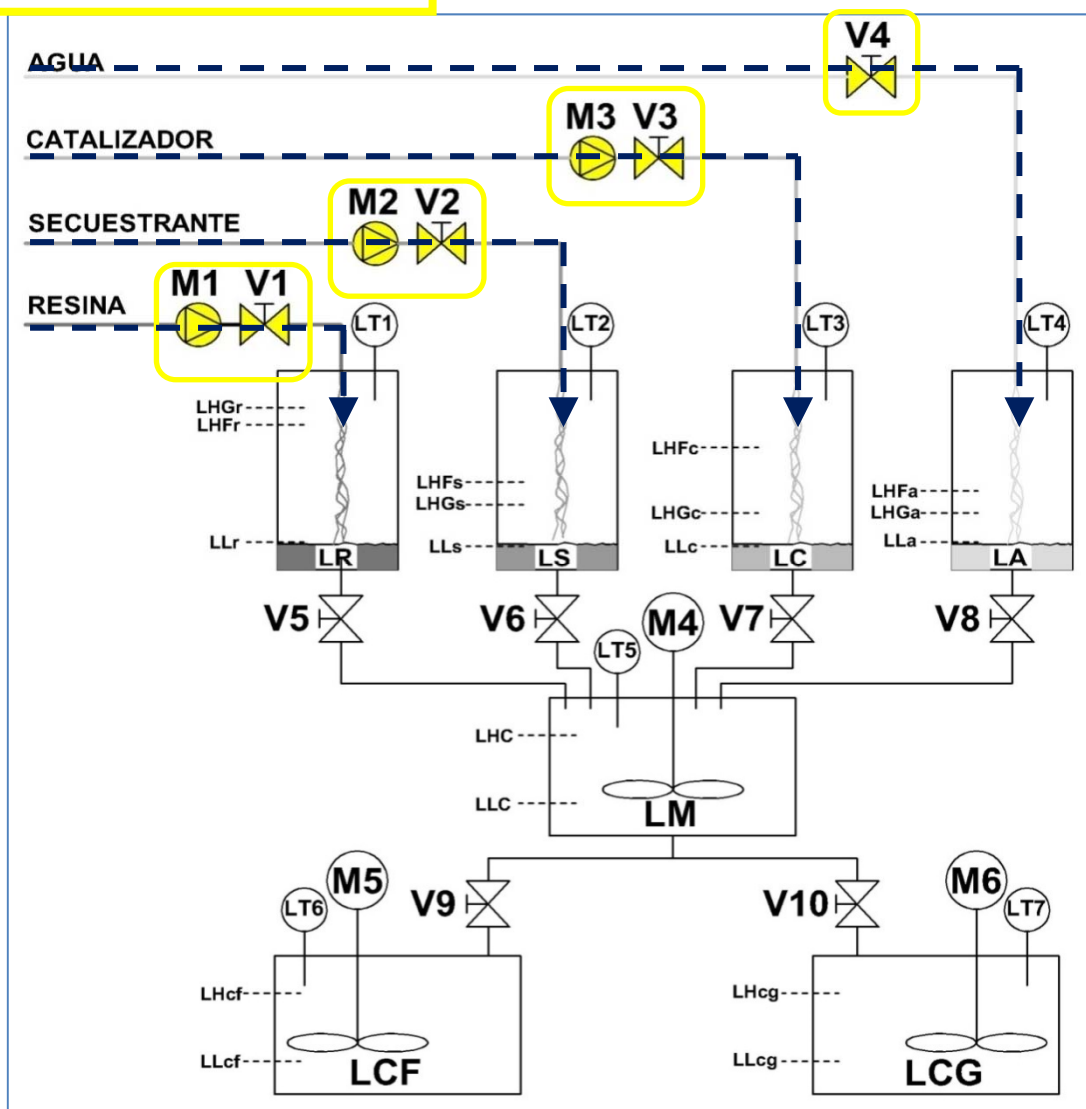 V4
AGUA
M3 V3
CATALIZADOR
M2 V2
SECUESTRANTE
M1 V1
RESINA
LT1
LT2
LT3
LT4
LHGr
LHFr
LLr
LR
LHFs
LHGs
LLs
LS
LHFc
LHGc
LLc
LC
LHFa
LHGa
LLa
LA
V5
V6
M4
V7
V8
LT5
LHC
LLC
LM
M5
V9
V10
M6
LT6
LT7
LHcf
LLcf
LCF
LHcg
LLcg
LCG